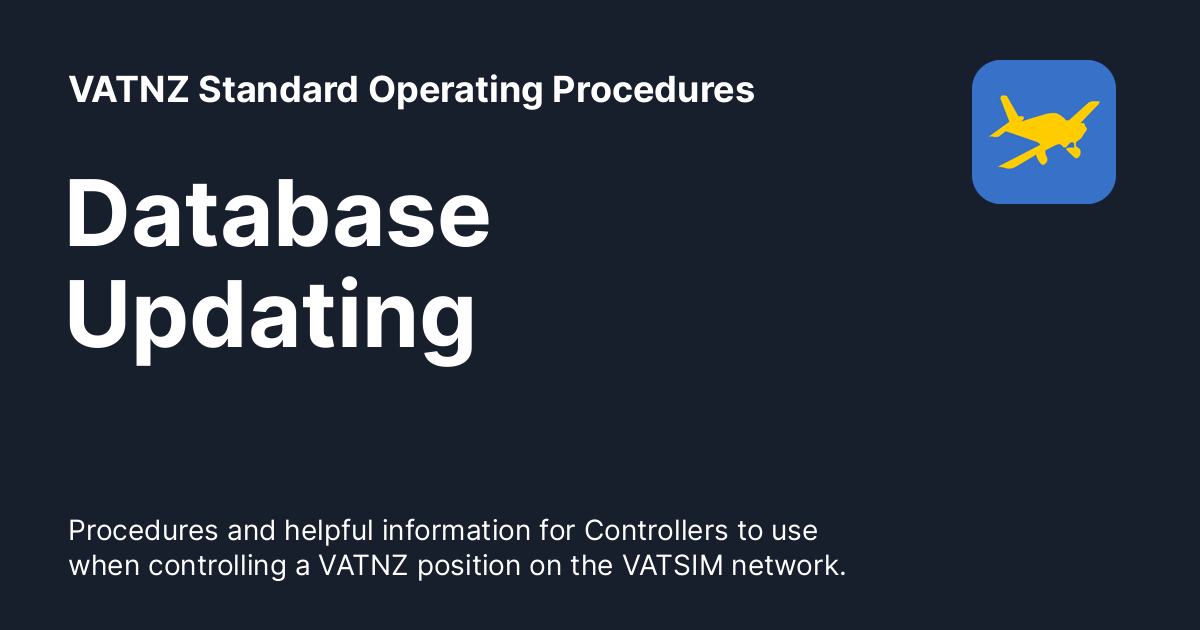 VATNZ Standard Operating Procedures
Database
Updating
Procedures and helpful information for Controllers to use
when controlling a VATNZ position on the VATSIM network.